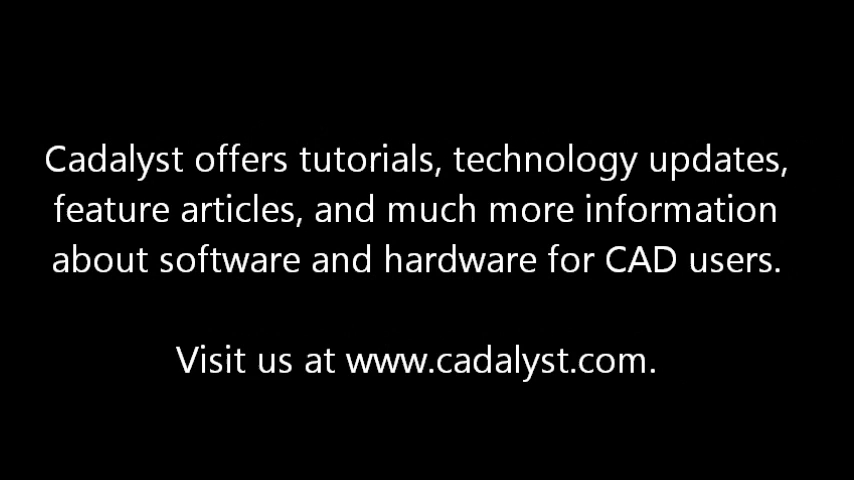 Cadalyst offers tutorials, technology updates,
feature articles, and much more information
about software and hardware for CAD users.
Visit us at www.cadalyst.com.